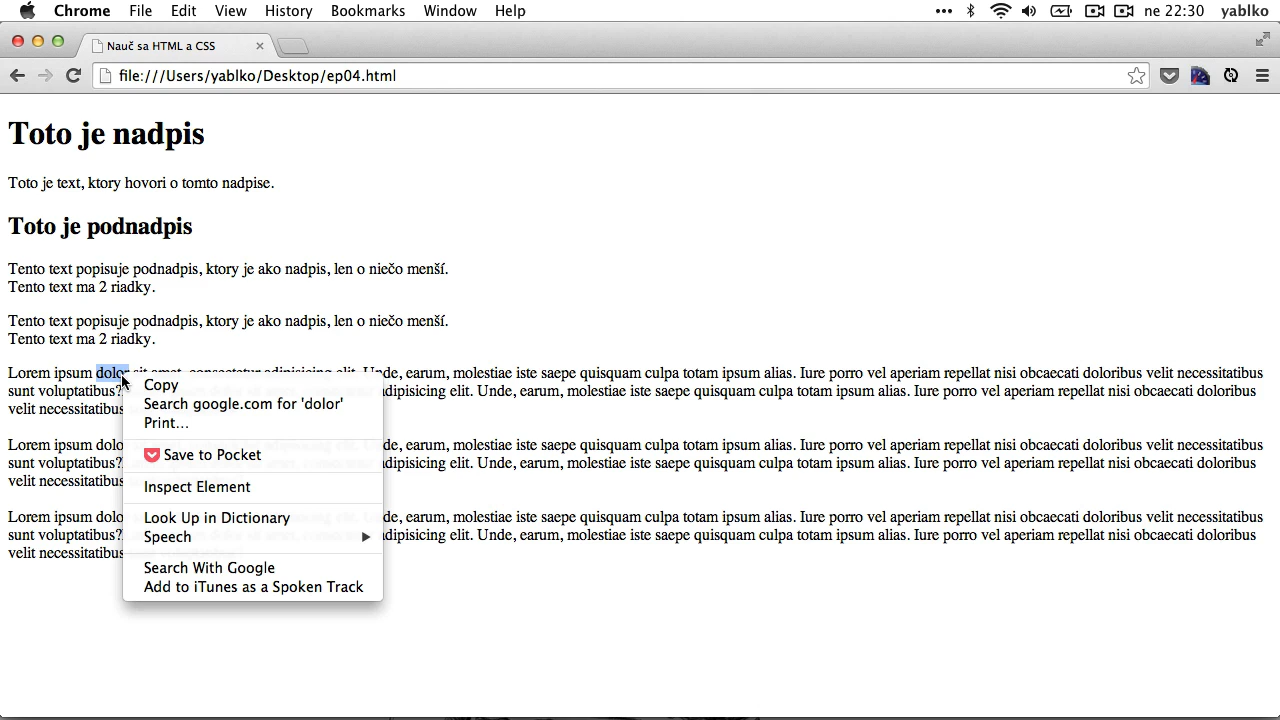 Chrome File Edit View History Bookmarks Window Help ne 22:30 yablko
Nauč sa HTML a CSS
file:///Users/yablko/Desktop/ep04.html
Toto je nadpis
Toto je text, ktory hovori o tomto nadpise.
Toto je podnadpis
Tento text popisuje podnadpis, ktory je ako nadpis, len o niečo menší.
Tento text ma 2 riadky.
Tento text popisuje podnadpis, ktory je ako nadpis, len o niečo menší.
Tento text ma 2 riadky.
Lorem ipsum dolor sit amet, consectetur adipisicing elit. Unde, earum, molestiae iste saepe quisquam culpa totam ipsum alias. Iure porro vel aperiam repellat nisi obcaecati doloribus velit necessitatibus
sunt voluptatibus? adipisicing elit. Unde, earum, molestiae iste saepe quisquam culpa totam ipsum alias. Iure porro vel aperiam repellat nisi obcaecati doloribus
velit necessitatibus
Lorem ipsum dolo de, earum, molestiae iste saepe quisquam culpa totam ipsum alias. Iure porro vel aperiam repellat nisi obcaecati doloribus velit necessitatibus
sunt voluptatibus? adipisicing elit. Unde, earum, molestiae iste saepe quisquam culpa totam ipsum alias. Iure porro vel aperiam repellat nisi obcaecati doloribus
velit necessitatibus
Lorem ipsum dolo de, earum, molestiae iste saepe quisquam culpa totam ipsum alias. Iure porro vel aperiam repellat nisi obcaecati doloribus velit necessitatibus
sunt voluptatibus? adipisicing elit. Unde, earum, molestiae iste saepe quisquam culpa totam ipsum alias. Iure porro vel aperiam repellat nisi obcaecati doloribus
velit necessitatibus
Copy
Search google.com for 'dolor'
Print...
Save to Pocket
Inspect Element
Look Up in Dictionary
Speech
Search With Google
Add to iTunes as a Spoken Track